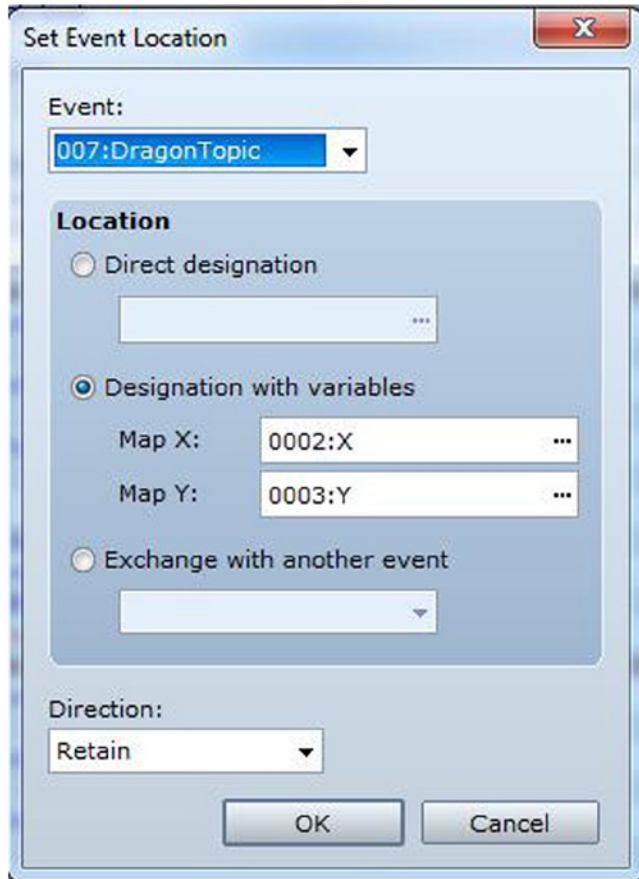 Set Event Location
Event:
007:DragonTopic
Location
Direct designation
...
Designation with variables
Map X: 0002:X ...
Map Y: 0003:Y ...
Exchange with another event
Direction:
Retain
OK Cancel